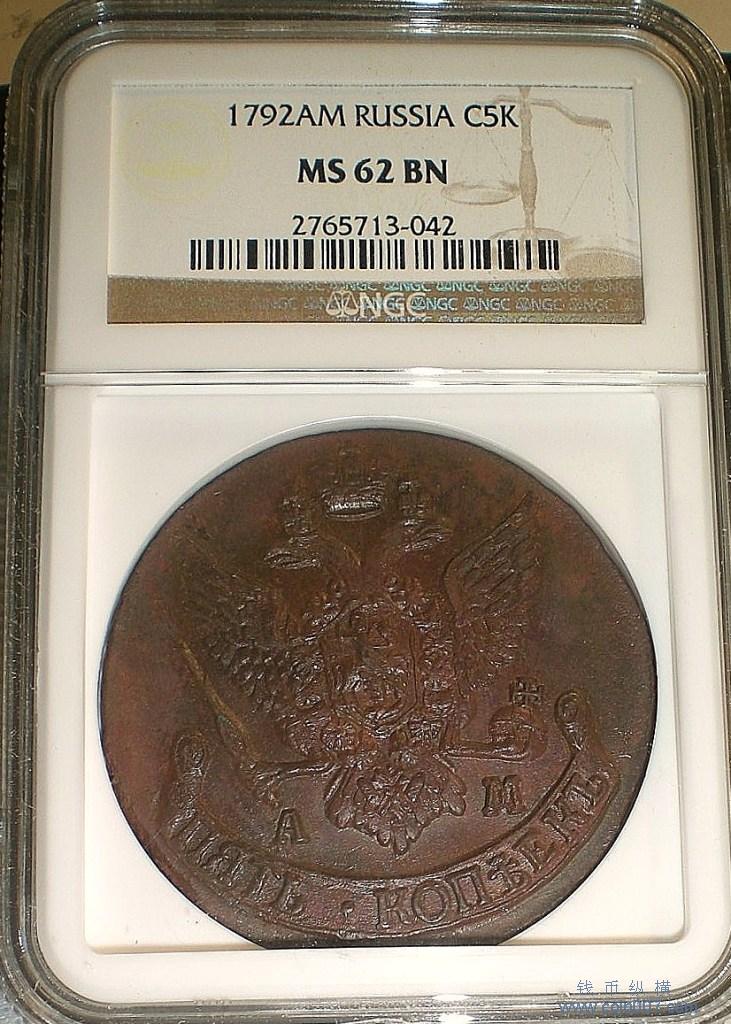 1792AM RUSSIA C5K
MS 62 BN
2765713-042
NGC
А М
ПЯТЬ · КОПѢЕКЪ
钱币纵横